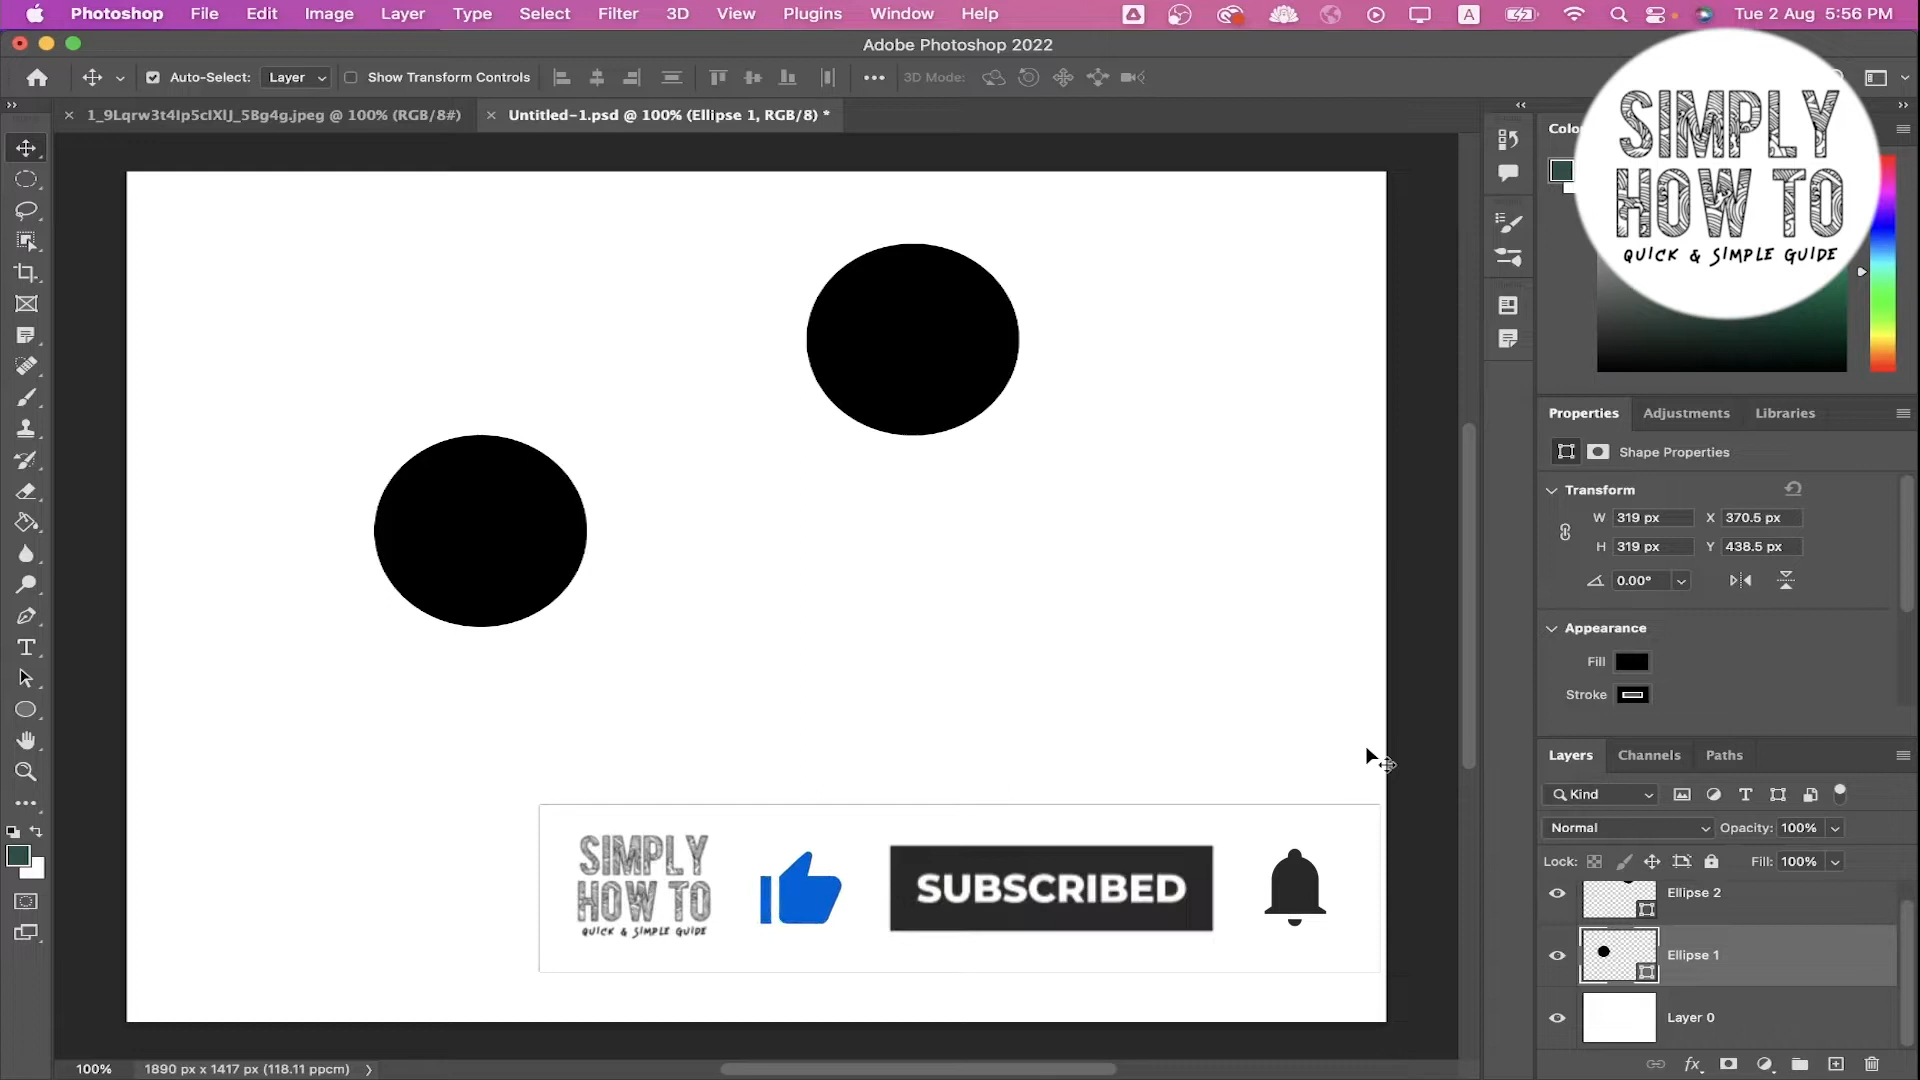 Photoshop File Edit Image Layer Type Select Filter 3D View Plugins Window Help A Tue 2 Aug 5:56 PM
Adobe Photoshop 2022
Auto-Select: Layer Show Transform Controls 3D Mode:
1_9Lqrw3t4Ip5cIXlJ_5Bg4g.jpeg @ 100% (RGB/8#) Untitled-1.psd @ 100% (Ellipse 1, RGB/8) *
SIMPLY
HOW TO
QUICK & SIMPLE GUIDE
Properties Adjustments Libraries
Shape Properties
Transform
W 319 px X 370.5 px
H 319 px Y 438.5 px
0.00°
Appearance
Fill
Stroke
Layers Channels Paths
Kind
Normal Opacity: 100%
Lock: Fill: 100%
Ellipse 2
Ellipse 1
Layer 0
SIMPLY
HOW TO
QUICK & SIMPLE GUIDE
SUBSCRIBED
100% 1890 px x 1417 px (118.11 ppcm)